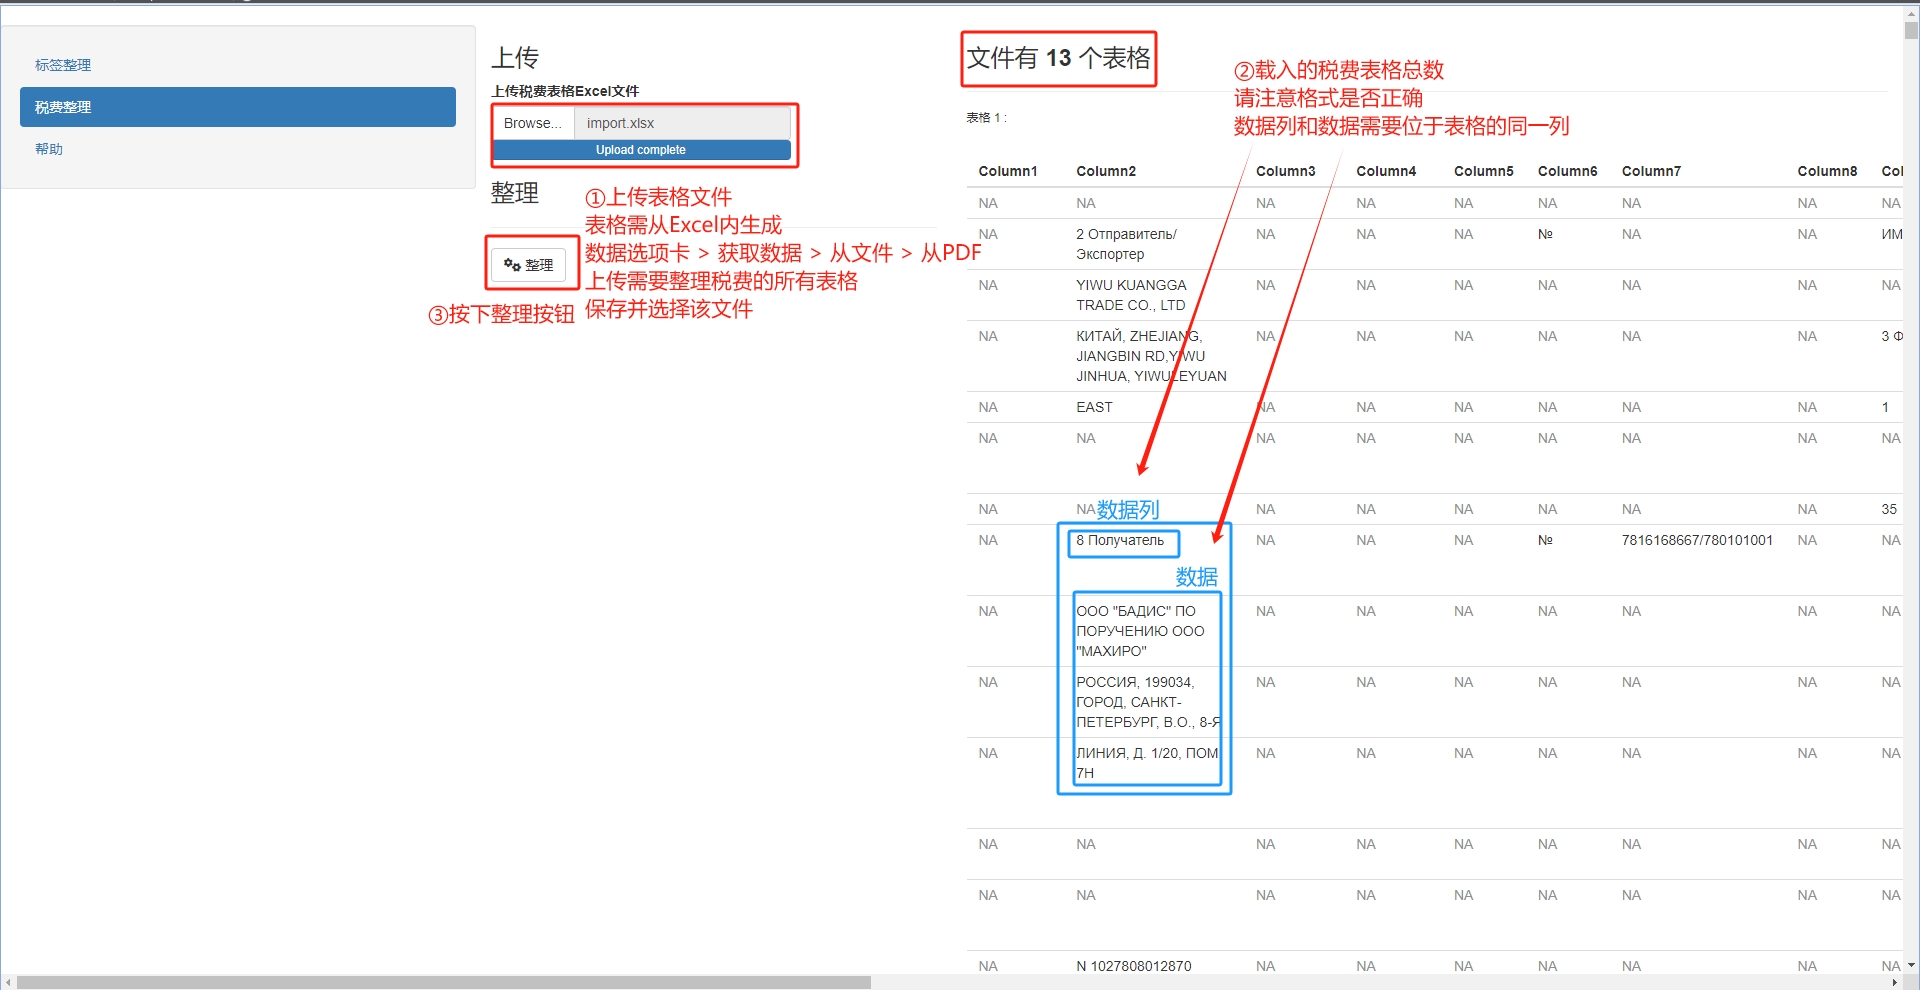 标签整理
税费整理
帮助
上传
上传税费表格Excel文件
Browse...
import.xlsx
Upload complete
整理
①上传表格文件
表格需从Excel内生成
数据选项卡 > 获取数据 > 从文件 > 从PDF
上传需要整理税费的所有表格
保存并选择该文件
整理
③按下整理按钮
文件有 13 个表格
②载入的税费表格总数
请注意格式是否正确
数据列和数据需要位于表格的同一列
表格 1 :
Column1 Column2 Column3 Column4 Column5 Column6 Column7 Column8 Col
NA NA NA NA NA NA NA NA NA
NA 2 Отправитель/ NA NA NA № NA NA ИМ
Экспортер
NA YIWU KUANGGA NA NA NA NA NA NA NA
TRADE CO., LTD
NA КИТАЙ, ZHEJIANG, NA NA NA NA NA NA 3 Ф
JIANGBIN RD,YIWU
JINHUA, YIWULEYUAN
NA EAST NA NA NA NA NA NA 1
NA NA NA NA NA NA NA NA NA
NA NA NA NA NA NA NA NA 35
数据列
NA 8 Получатель NA NA NA № 7816168667/780101001 NA NA
数据
NA ООО "БАДИС" ПО NA NA NA NA NA NA NA
ПОРУЧЕНИЮ ООО
"МАХИРО"
NA РОССИЯ, 199034, NA NA NA NA NA NA NA
ГОРОД, САНКТ-
ПЕТЕРБУРГ, В.О., 8-Я
NA ЛИНИЯ, Д. 1/20, ПОМ. NA NA NA NA NA NA NA
7Н
NA NA NA NA NA NA NA NA NA
NA NA NA NA NA NA NA NA NA
NA N 1027808012870 NA NA NA NA NA NA NA